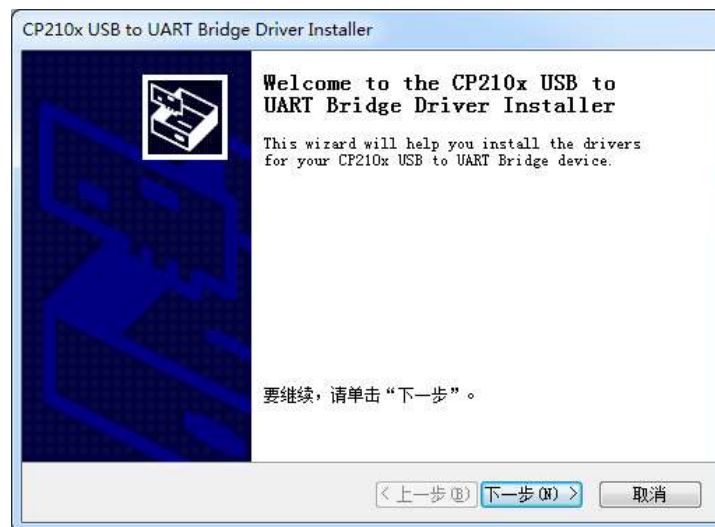 CP210x USB to UART Bridge Driver Installer
Welcome to the CP210x USB to
UART Bridge Driver Installer
This wizard will help you install the drivers
for your CP210x USB to UART Bridge device.
要继续，请单击“下一步”。
< 上一步(B) 下一步(N) > 取消